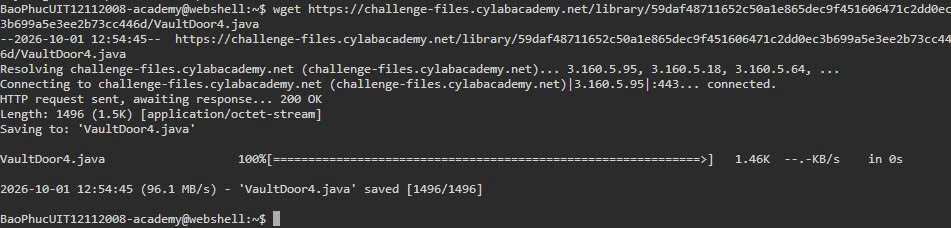 BaoPhucUIT12112008-academy@webshell:~$ wget https://challenge-files.cylabacademy.net/library/59daf48711652c50a1e865dec9f451606471c2dd0ec
3b699a5e3ee2b73cc446d/VaultDoor4.java
--2026-10-01 12:54:45--  https://challenge-files.cylabacademy.net/library/59daf48711652c50a1e865dec9f451606471c2dd0ec3b699a5e3ee2b73cc44
6d/VaultDoor4.java
Resolving challenge-files.cylabacademy.net (challenge-files.cylabacademy.net)... 3.160.5.95, 3.160.5.18, 3.160.5.64, ...
Connecting to challenge-files.cylabacademy.net (challenge-files.cylabacademy.net)|3.160.5.95|:443... connected.
HTTP request sent, awaiting response... 200 OK
Length: 1496 (1.5K) [application/octet-stream]
Saving to: 'VaultDoor4.java'
VaultDoor4.java 100%[===========================================================>] 1.46K --.-KB/s in 0s
2026-10-01 12:54:45 (96.1 MB/s) - 'VaultDoor4.java' saved [1496/1496]
BaoPhucUIT12112008-academy@webshell:~$